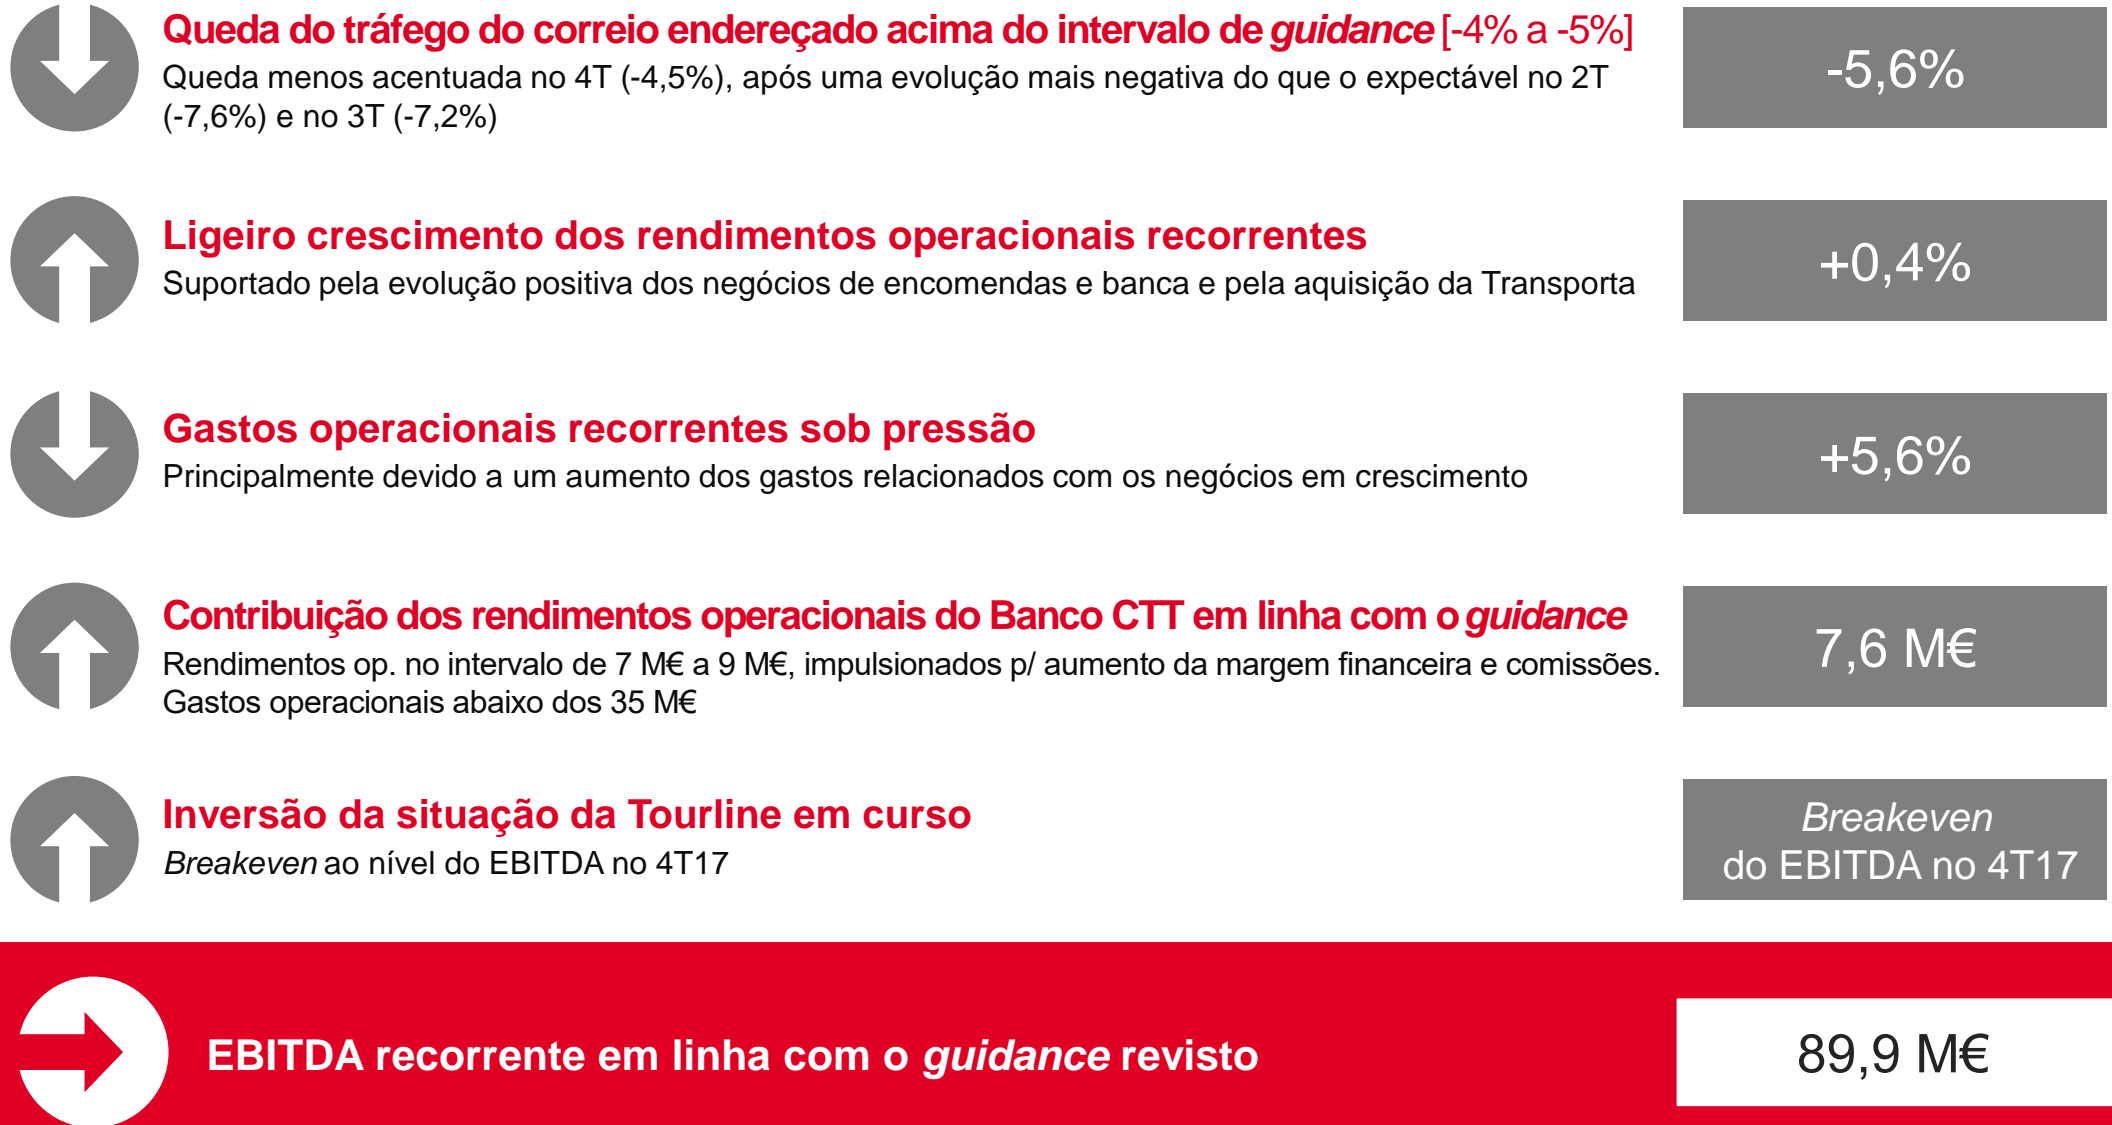 Queda do tráfego do correio endereçado acima do intervalo de guidance [-4% a -5%]
Queda menos acentuada no 4T (-4,5%), após uma evolução mais negativa do que o expectável no 2T
(-7,6%) e no 3T (-7,2%)
-5,6%
Ligeiro crescimento dos rendimentos operacionais recorrentes
Suportado pela evolução positiva dos negócios de encomendas e banca e pela aquisição da Transporta
+0,4%
Gastos operacionais recorrentes sob pressão
Principalmente devido a um aumento dos gastos relacionados com os negócios em crescimento
+5,6%
Contribuição dos rendimentos operacionais do Banco CTT em linha com o guidance
Rendimentos op. no intervalo de 7 M€ a 9 M€, impulsionados p/ aumento da margem financeira e comissões.
Gastos operacionais abaixo dos 35 M€
7,6 M€
Inversão da situação da Tourline em curso
Breakeven ao nível do EBITDA no 4T17
Breakeven
do EBITDA no 4T17
EBITDA recorrente em linha com o guidance revisto
89,9 M€